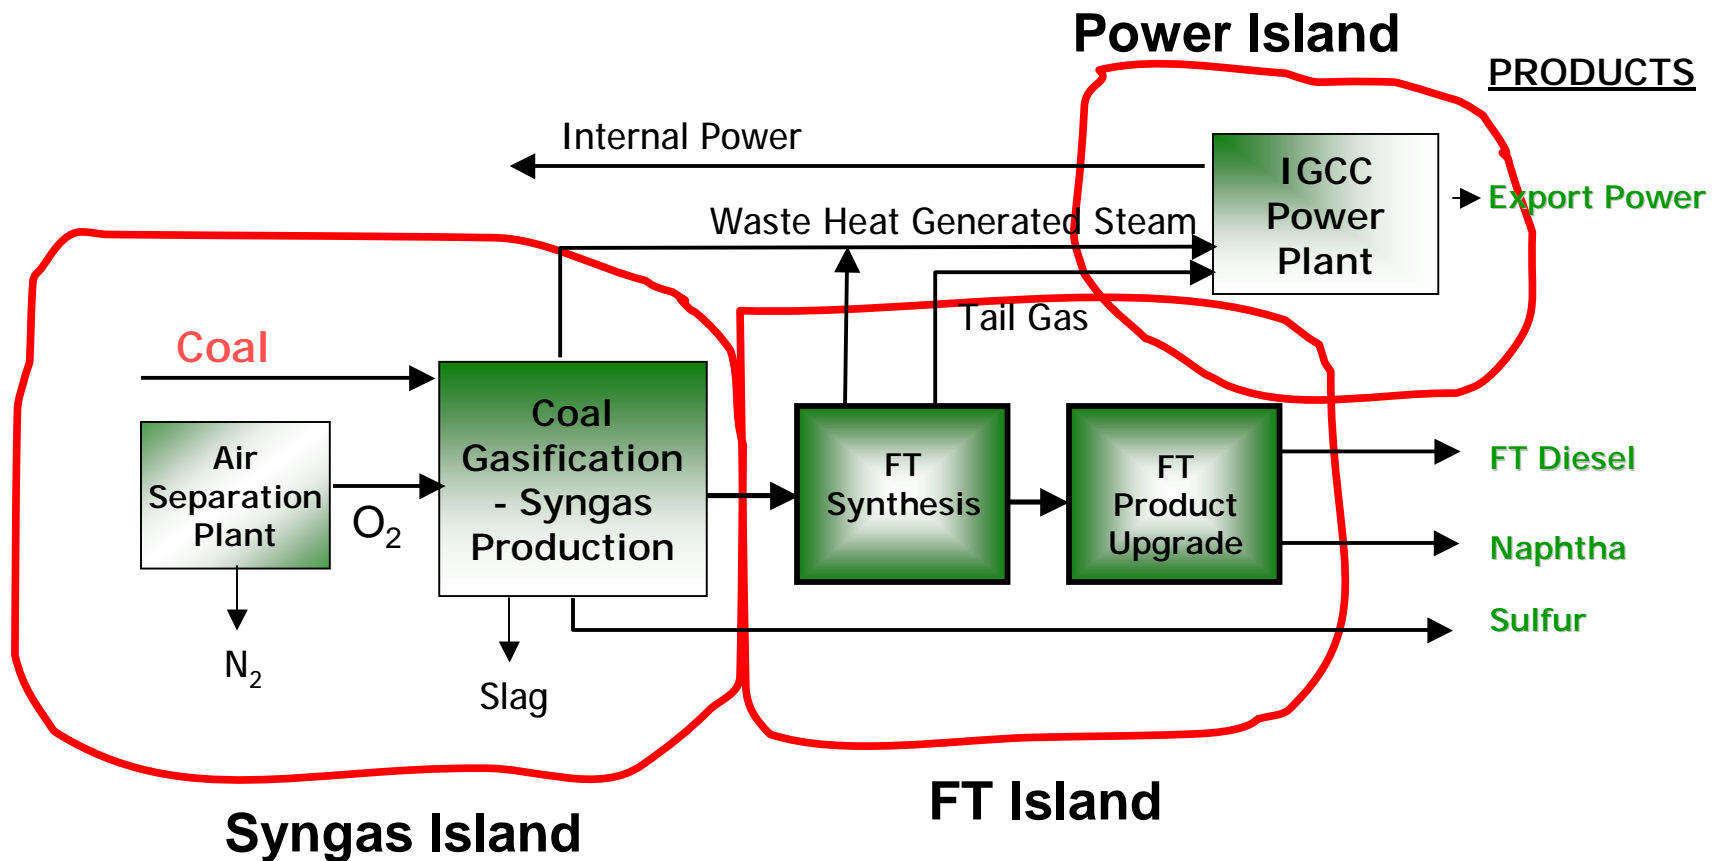 Power Island
PRODUCTS
Internal Power
IGCC
Power
Plant
Export Power
Waste Heat Generated Steam
Tail Gas
Coal
Air
Separation
Plant
O2
N2
Coal
Gasification
- Syngas
Production
Slag
FT
Synthesis
FT
Product
Upgrade
FT Diesel
Naphtha
Sulfur
FT Island
Syngas Island